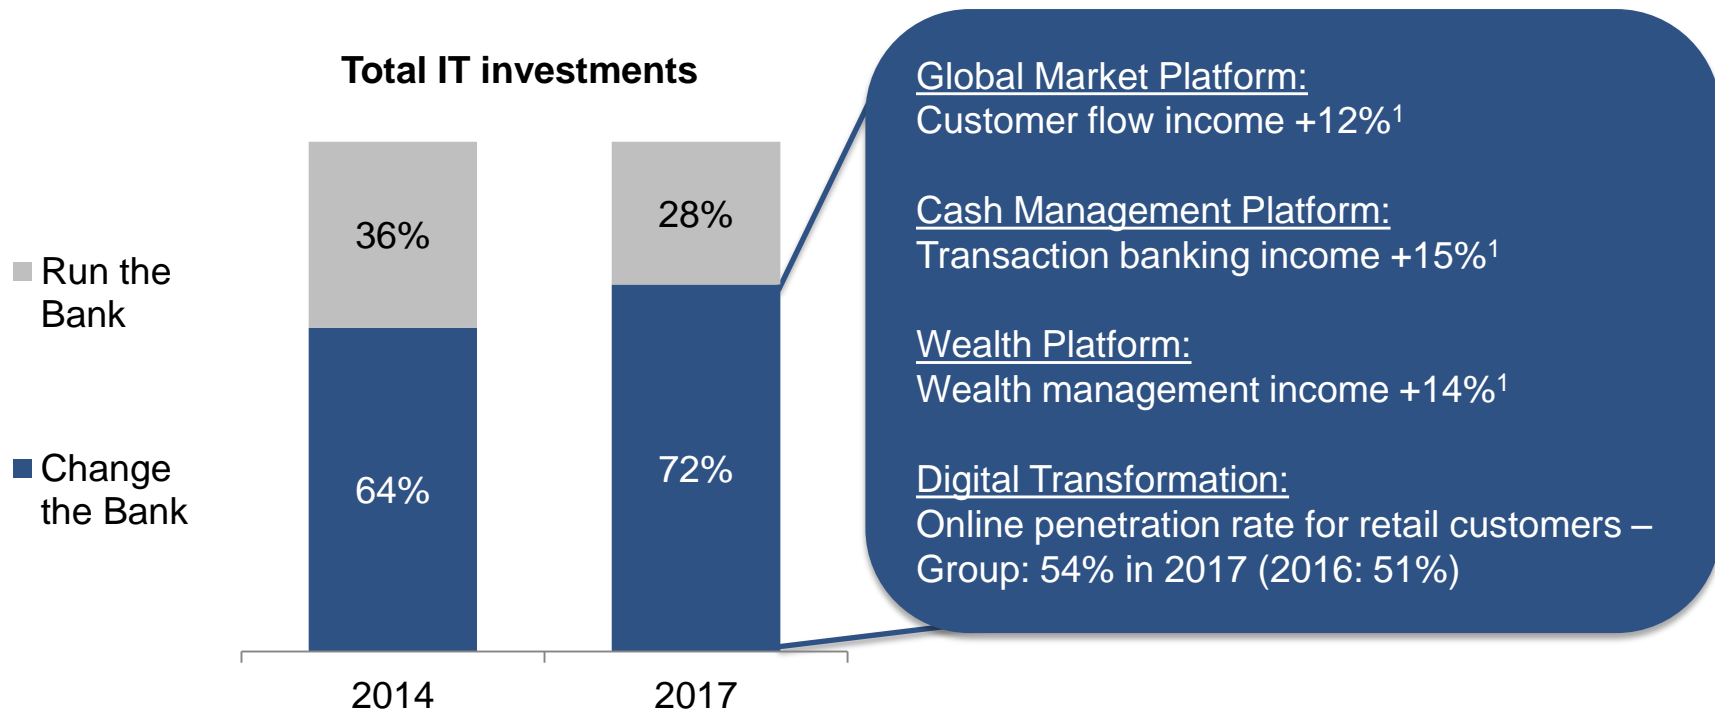 Total IT investments
36%
28%
Run the
Bank
Change
the Bank
64%
72%
2014
2017
Global Market Platform:
Customer flow income +12%¹
Cash Management Platform:
Transaction banking income +15%¹
Wealth Platform:
Wealth management income +14%¹
Digital Transformation:
Online penetration rate for retail customers –
Group: 54% in 2017 (2016: 51%)